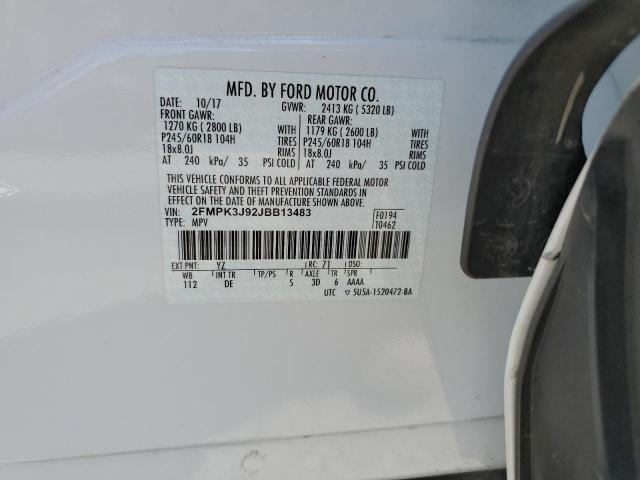 MFD. BY FORD MOTOR CO.
DATE: 10/17 GVWR: 2413 KG ( 5320 LB)
FRONT GAWR: REAR GAWR:
1270 KG ( 2800 LB) WITH 1179 KG ( 2600 LB) WITH
P245/60R18 104H TIRES P245/60R18 104H TIRES
18x8.0J RIMS 18x8.0J RIMS
AT 240 kPa/ 35 PSI COLD AT 240 kPa/ 35 PSI COLD
THIS VEHICLE CONFORMS TO ALL APPLICABLE FEDERAL MOTOR
VEHICLE SAFETY AND THEFT PREVENTION STANDARDS IN
EFFECT ON THE DATE OF MANUFACTURE SHOWN ABOVE.
VIN: 2FMPK3J92JBB13483 F0194
TYPE: MPV T0462
EXT PNT: YZ RC: 71 DSO:
WB INT TR TP/PS R AXLE TR SPR
112 DE S 3D 6 AAAA
UTC ▽ 5U5A-1520472-BA